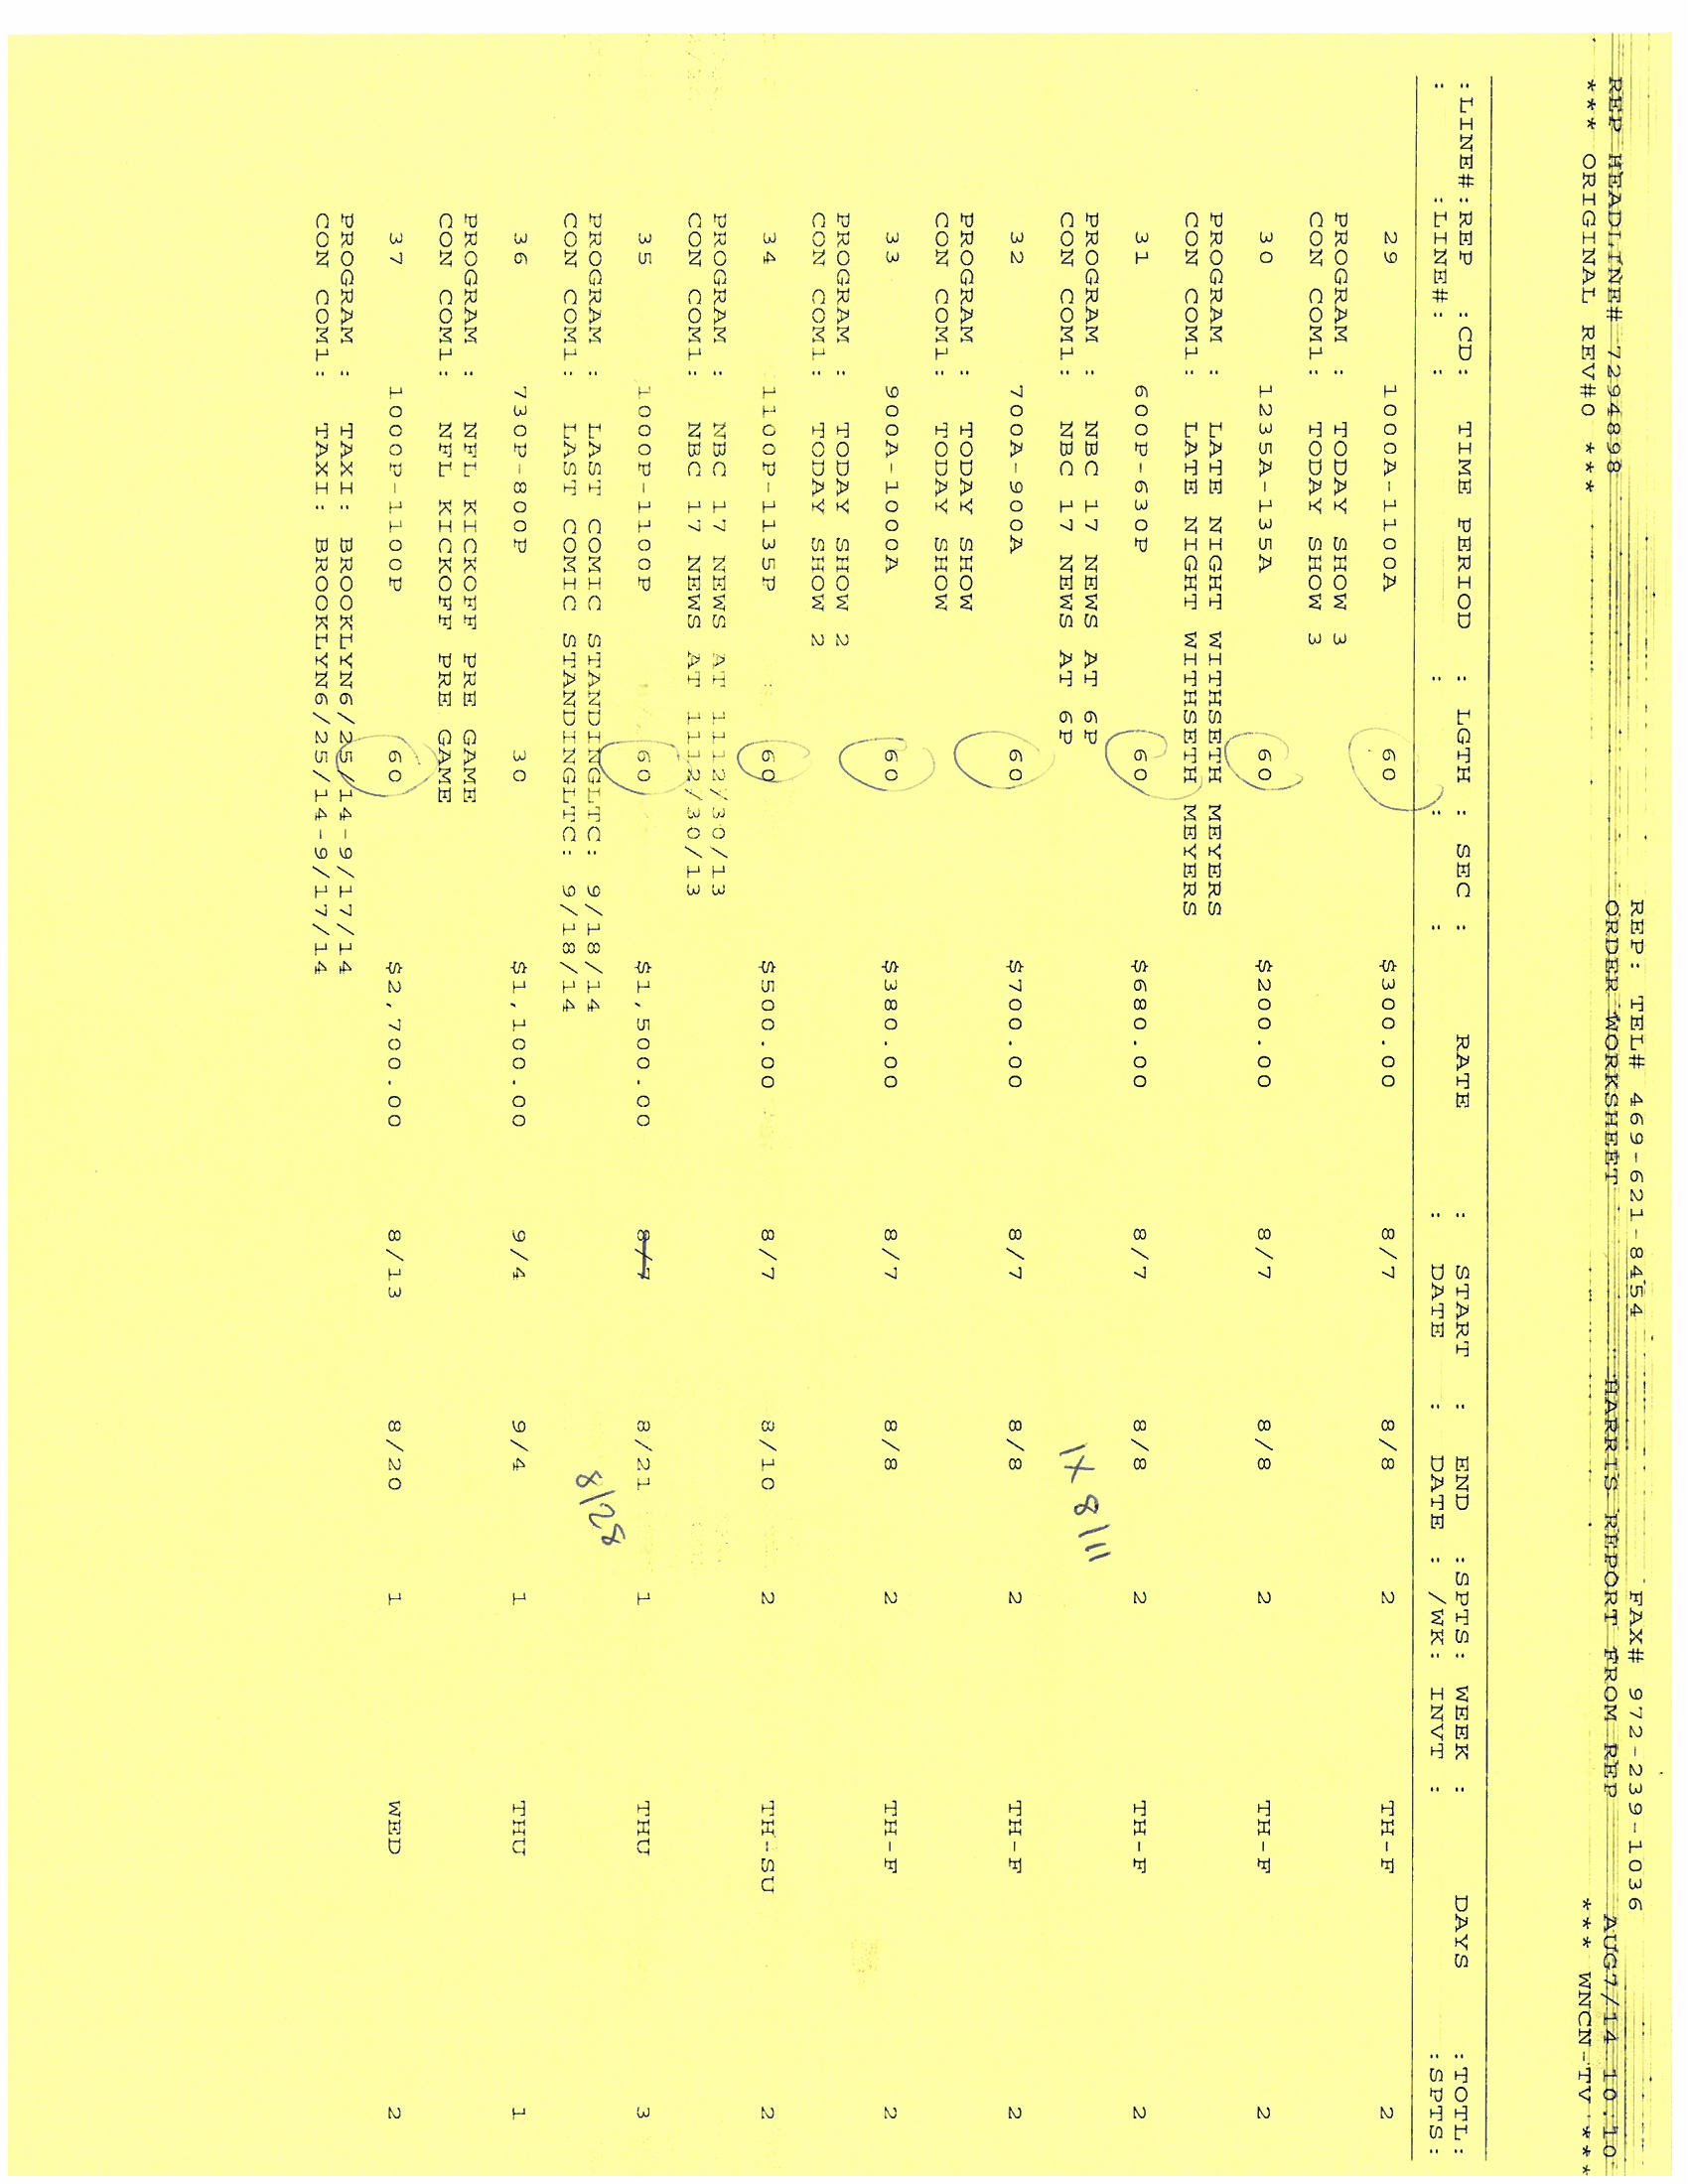 REP: TEL# 469-621-8454 FAX# 972-239-1036
REP HEADLINE# 7294898 ORDER WORKSHEET HARRIS REPORT FROM REP AUG7/14 10:10
*** ORIGINAL REV#0 *** *** WNCN-TV ***
:LINE#:REP :CD: TIME PERIOD : LGTH : SEC : RATE : START : END :SPTS: WEEK : DAYS :TOTL:
: :LINE#: : : : : : DATE : DATE : /WK: INVT : :SPTS:
29 1000A-1100A 60 $300.00 8/7 8/8 2 TH-F 2
PROGRAM : TODAY SHOW 3
CON COM1: TODAY SHOW 3
30 1235A-135A 60 $200.00 8/7 8/8 2 TH-F 2
PROGRAM : LATE NIGHT WITHSETH MEYERS
CON COM1: LATE NIGHT WITHSETH MEYERS
31 600P-630P 60 $680.00 8/7 8/8 2 TH-F 2
PROGRAM : NBC 17 NEWS AT 6P 1X 8/11
CON COM1: NBC 17 NEWS AT 6P
32 700A-900A 60 $700.00 8/7 8/8 2 TH-F 2
PROGRAM : TODAY SHOW
CON COM1: TODAY SHOW
33 900A-1000A 60 $380.00 8/7 8/8 2 TH-F 2
PROGRAM : TODAY SHOW 2
CON COM1: TODAY SHOW 2
34 1100P-1135P 60 $500.00 8/7 8/10 2 TH-SU 2
PROGRAM : NBC 17 NEWS AT 1112/30/13
CON COM1: NBC 17 NEWS AT 1112/30/13
35 1000P-1100P 60 $1,500.00 8/7 8/21 1 THU 3
PROGRAM : LAST COMIC STANDINGLTC: 9/18/14 8/28
CON COM1: LAST COMIC STANDINGLTC: 9/18/14
36 730P-800P 30 $1,100.00 9/4 9/4 1 THU 1
PROGRAM : NFL KICKOFF PRE GAME
CON COM1: NFL KICKOFF PRE GAME
37 1000P-1100P 60 $2,700.00 8/13 8/20 1 WED 2
PROGRAM : TAXI: BROOKLYN6/25/14-9/17/14
CON COM1: TAXI: BROOKLYN6/25/14-9/17/14